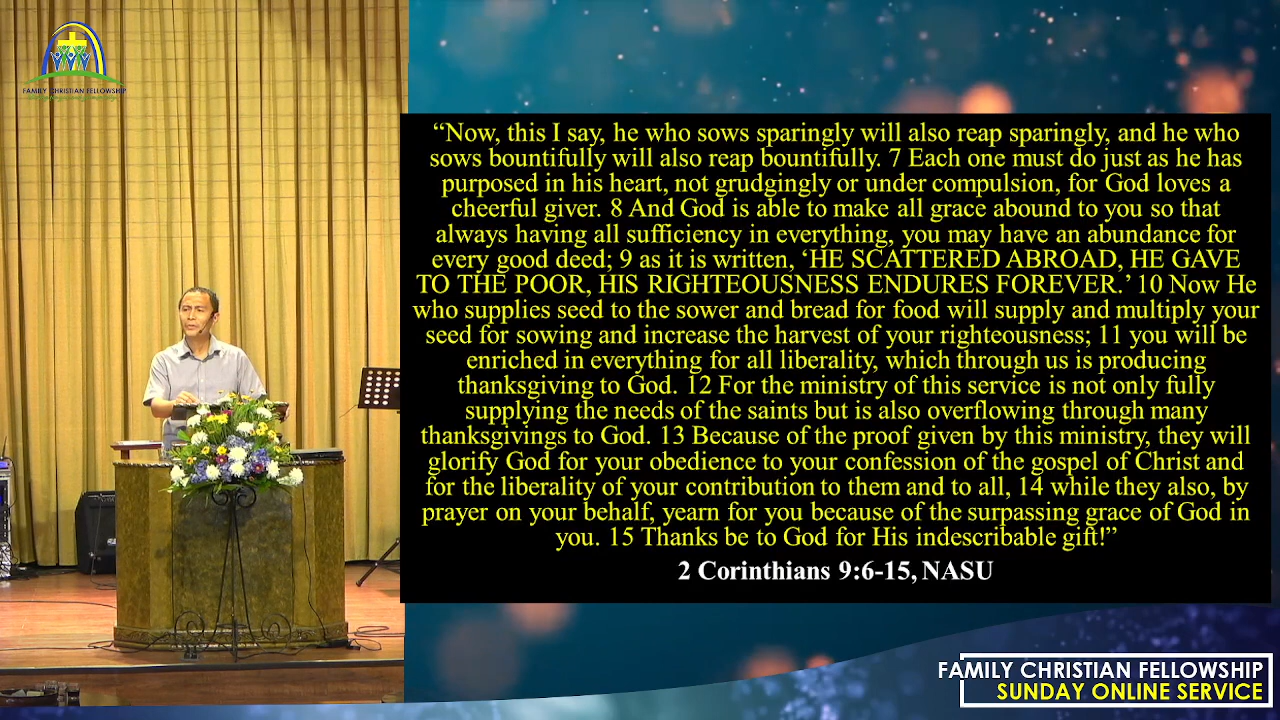 FAMILY CHRISTIAN FELLOWSHIP
“Now, this I say, he who sows sparingly will also reap sparingly, and he who
sows bountifully will also reap bountifully. 7 Each one must do just as he has
purposed in his heart, not grudgingly or under compulsion, for God loves a
cheerful giver. 8 And God is able to make all grace abound to you so that
always having all sufficiency in everything, you may have an abundance for
every good deed; 9 as it is written, ‘HE SCATTERED ABROAD, HE GAVE
TO THE POOR, HIS RIGHTEOUSNESS ENDURES FOREVER.’ 10 Now He
who supplies seed to the sower and bread for food will supply and multiply your
seed for sowing and increase the harvest of your righteousness; 11 you will be
enriched in everything for all liberality, which through us is producing
thanksgiving to God. 12 For the ministry of this service is not only fully
supplying the needs of the saints but is also overflowing through many
thanksgivings to God. 13 Because of the proof given by this ministry, they will
glorify God for your obedience to your confession of the gospel of Christ and
for the liberality of your contribution to them and to all, 14 while they also, by
prayer on your behalf, yearn for you because of the surpassing grace of God in
you. 15 Thanks be to God for His indescribable gift!”
2 Corinthians 9:6-15, NASU
FAMILY CHRISTIAN FELLOWSHIP
SUNDAY ONLINE SERVICE